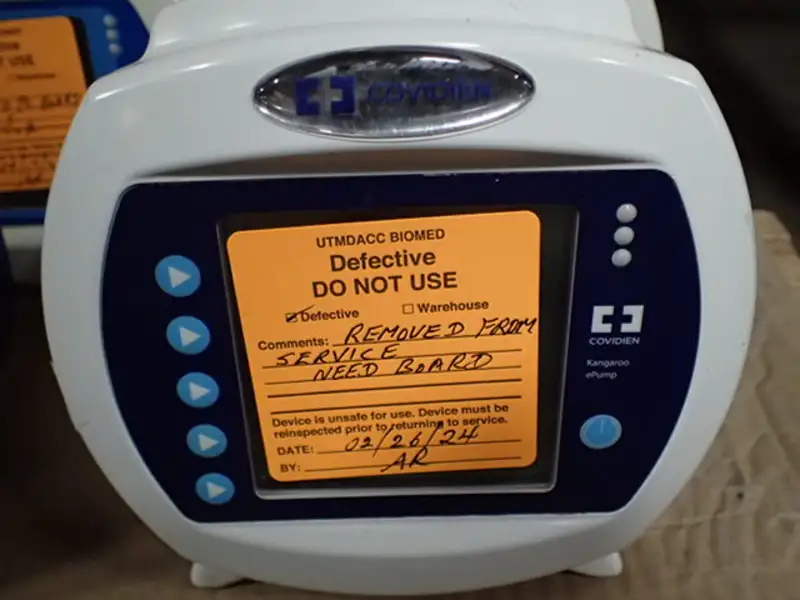 COVIDIEN
UTMDACC BIOMED
Defective
DO NOT USE
Defective Warehouse
Comments: REMOVED FROM
SERVICE
NEED BOARD
Device is unsafe for use. Device must be
reinspected prior to returning to service.
DATE: 02/26/24
BY: AR
COVIDIEN
Kangaroo
ePump
USE